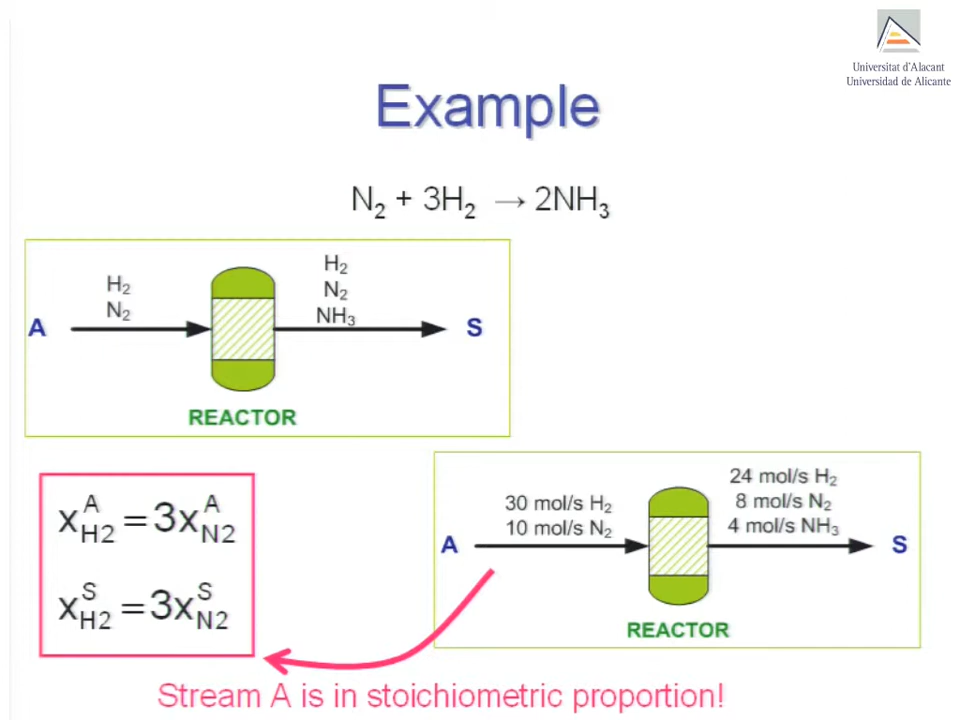 Universitat d'Alacant
Universidad de Alicante
Example
N₂ + 3H₂ → 2NH₃
H₂
N₂
A
H₂
N₂
NH₃
S
REACTOR
x^A_H2 = 3x^A_N2
x^S_H2 = 3x^S_N2
30 mol/s H₂
10 mol/s N₂
A
24 mol/s H₂
8 mol/s N₂
4 mol/s NH₃
S
REACTOR
Stream A is in stoichiometric proportion!